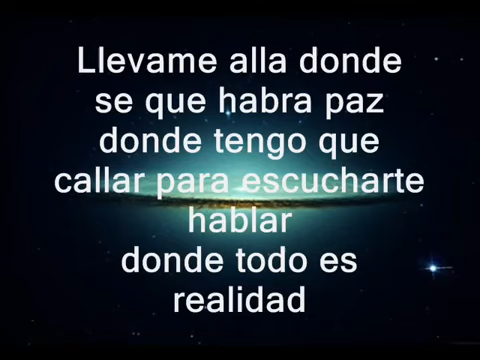 Llevame alla donde
se que habra paz
donde tengo que
callar para escucharte
hablar
donde todo es
realidad